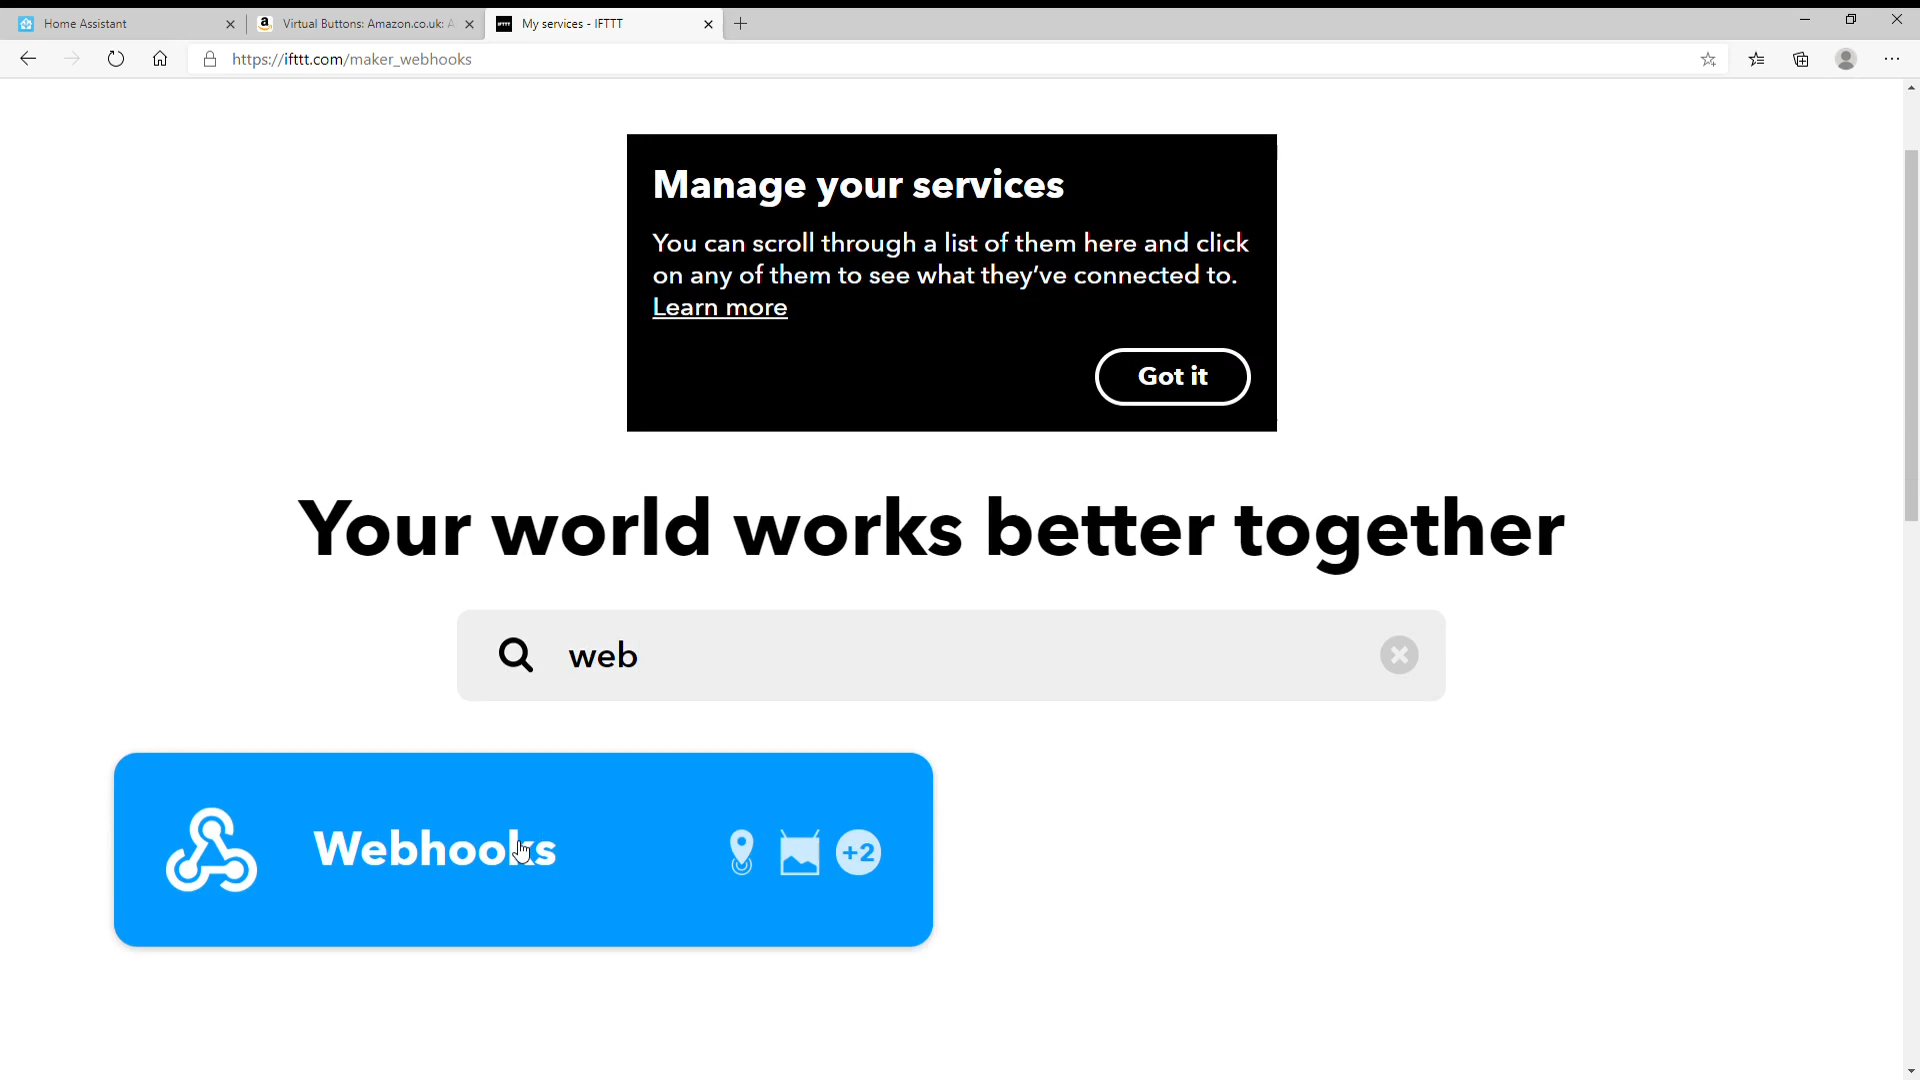 Home Assistant
Virtual Buttons: Amazon.co.uk: A
IFTTT
My services - IFTTT
https://ifttt.com/maker_webhooks
Manage your services
You can scroll through a list of them here and click
on any of them to see what they've connected to.
Learn more
Got it
Your world works better together
web
Webhooks
+2